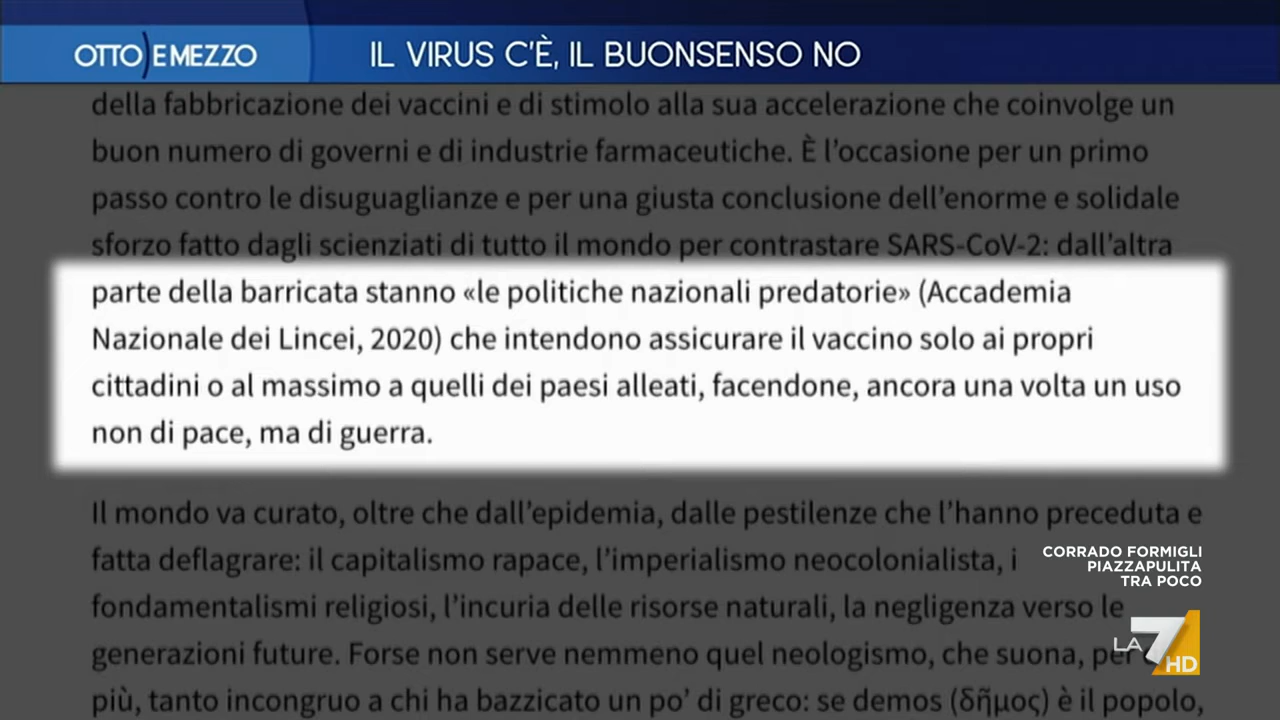 OTTO E MEZZO
IL VIRUS C'È, IL BUONSENSO NO
della fabbricazione dei vaccini e di stimolo alla sua accelerazione che coinvolge un
buon numero di governi e di industrie farmaceutiche. È l'occasione per un primo
passo contro le disuguaglianze e per una giusta conclusione dell'enorme e solidale
sforzo fatto dagli scienziati di tutto il mondo per contrastare SARS-CoV-2: dall'altra
parte della barricata stanno «le politiche nazionali predatorie» (Accademia
Nazionale dei Lincei, 2020) che intendono assicurare il vaccino solo ai propri
cittadini o al massimo a quelli dei paesi alleati, facendone, ancora una volta un uso
non di pace, ma di guerra.
Il mondo va curato, oltre che dall'epidemia, dalle pestilenze che l'hanno preceduta e
fatta deflagrare: il capitalismo rapace, l'imperialismo neocolonialista, i
fondamentalismi religiosi, l'incuria delle risorse naturali, la negligenza verso le
generazioni future. Forse non serve nemmeno quel neologismo, che suona, per
più, tanto incongruo a chi ha bazzicato un po' di greco: se demos (δῆμος) è il popolo,
CORRADO FORMIGLI
PIAZZAPULITA
TRA POCO
LA 7 HD